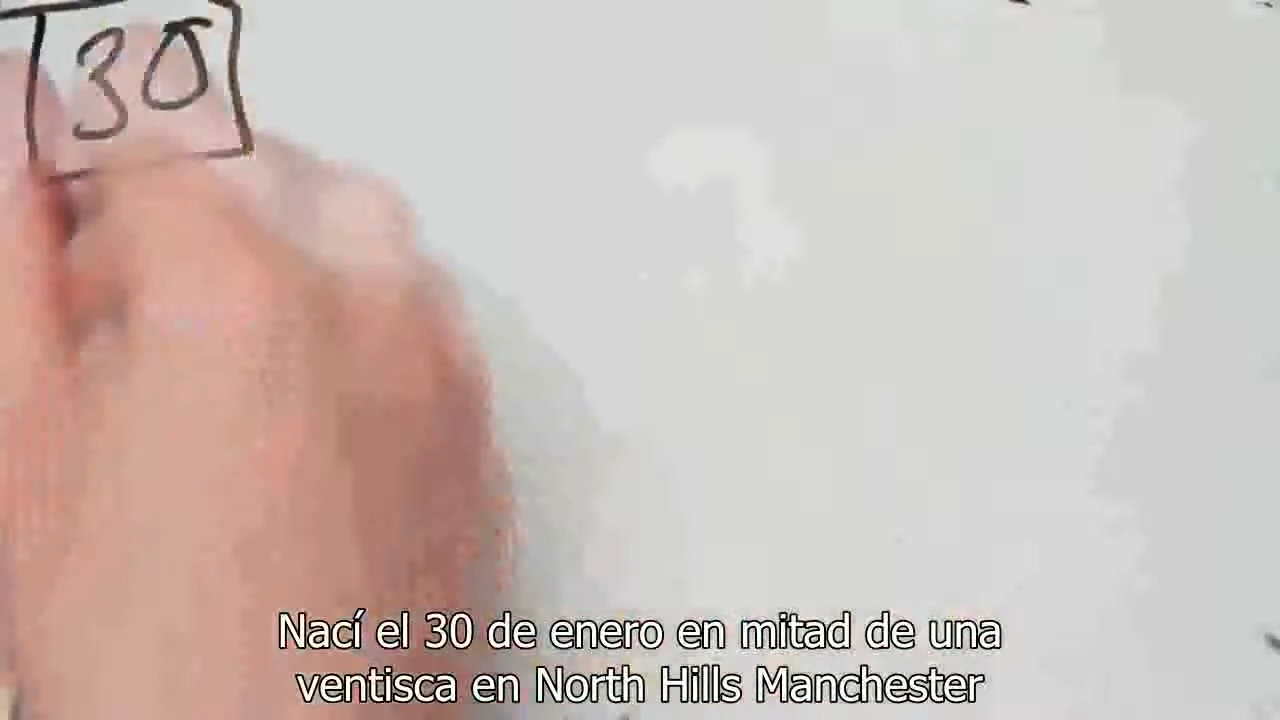 30
Nací el 30 de enero en mitad de una
ventisca en North Hills Manchester